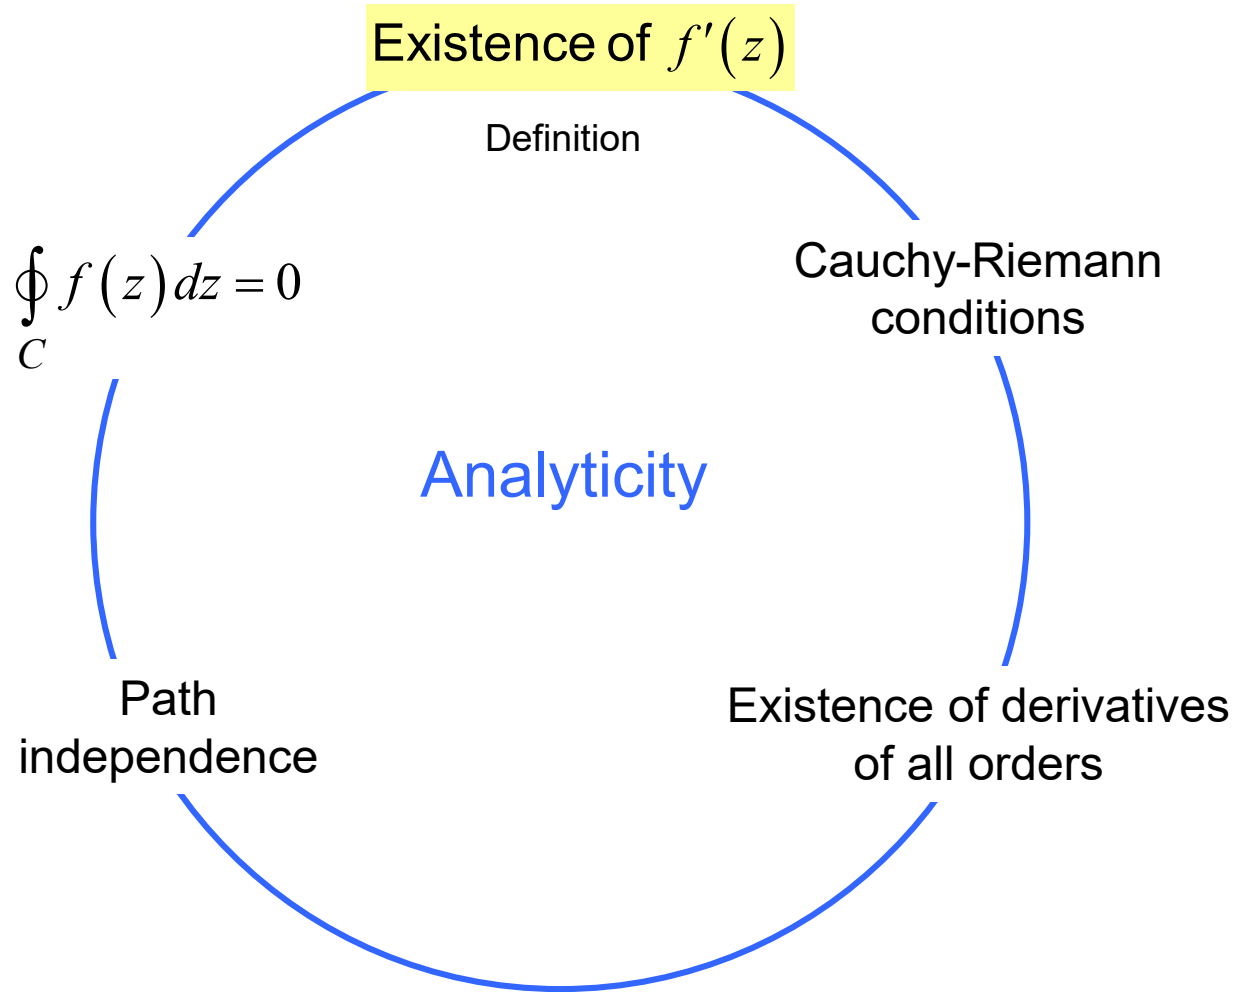 Existence of f′(z)
Definition
Cauchy-Riemann
conditions
∮ f(z)dz = 0
C
Analyticity
Path
independence
Existence of derivatives
of all orders